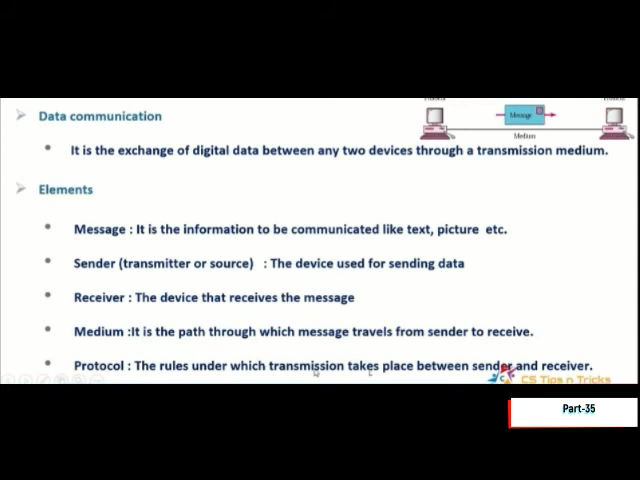 Message
Medium
Data communication
It is the exchange of digital data between any two devices through a transmission medium.
Elements
Message : It is the information to be communicated like text, picture etc.
Sender (transmitter or source) : The device used for sending data
Receiver : The device that receives the message
Medium :It is the path through which message travels from sender to receive.
Protocol : The rules under which transmission takes place between sender and receiver.
CS Tips n Tricks
Part-35